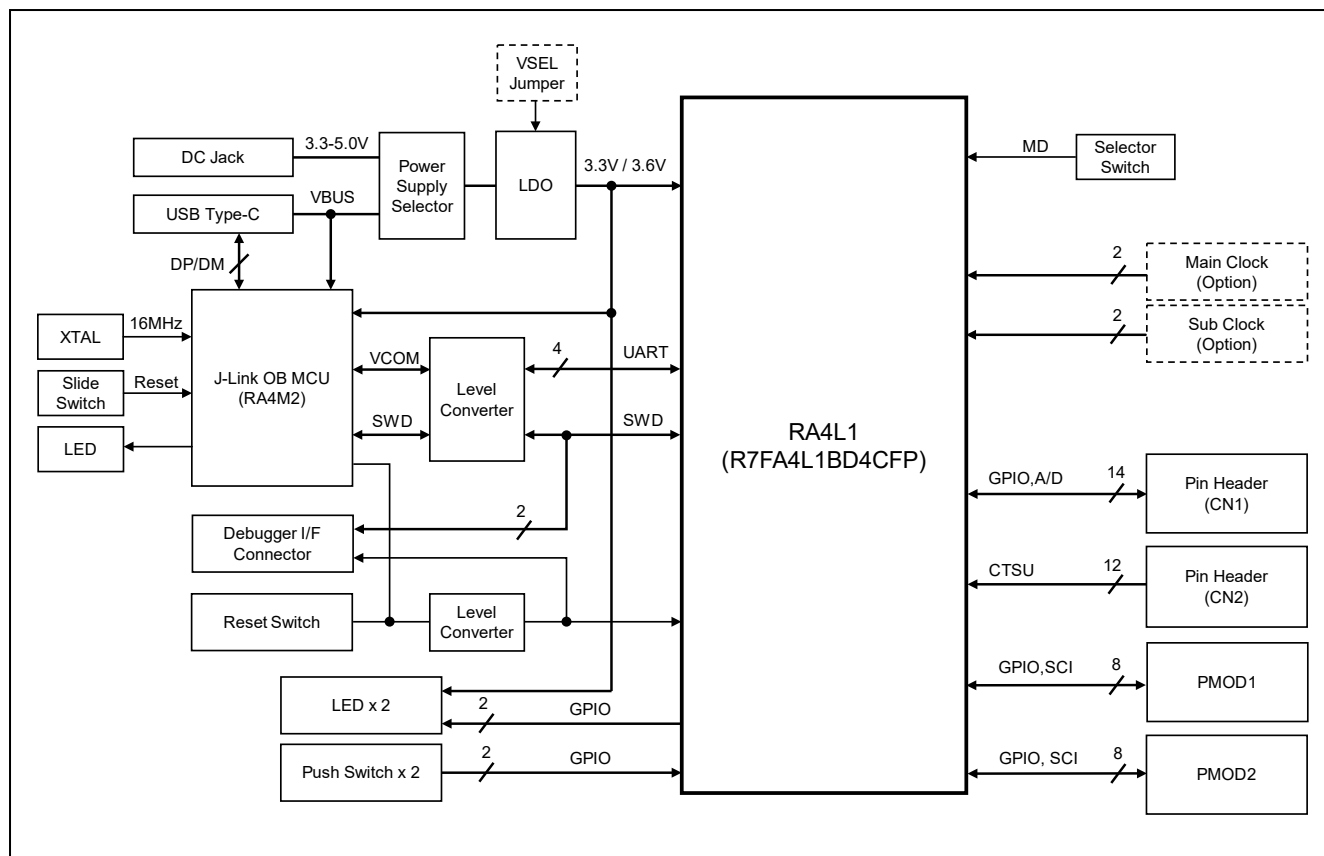 VSEL
Jumper
DC Jack
3.3-5.0V
Power
Supply
Selector
LDO
3.3V / 3.6V
MD
Selector
Switch
USB Type-C
VBUS
DP/DM
2
Main Clock
(Option)
2
Sub Clock
(Option)
XTAL
16MHz
J-Link OB MCU
(RA4M2)
VCOM
Level
Converter
4
UART
Slide
Switch
Reset
SWD
SWD
LED
RA4L1
(R7FA4L1BD4CFP)
GPIO,A/D
14
Pin Header
(CN1)
2
Debugger I/F
Connector
CTSU
12
Pin Header
(CN2)
Reset Switch
Level
Converter
GPIO,SCI
8
PMOD1
LED x 2
2
GPIO
Push Switch x 2
2
GPIO
GPIO, SCI
8
PMOD2